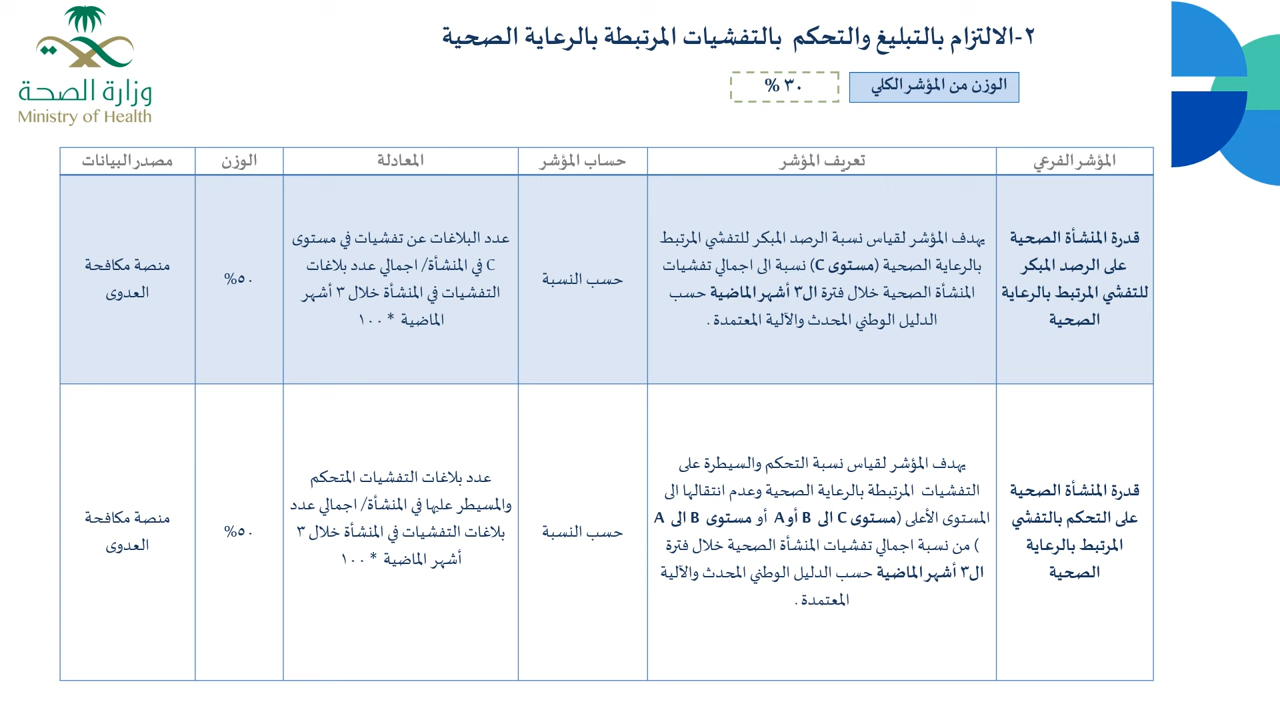 وزارة الصحة
Ministry of Health
٢-الالتزام بالتبليغ والتحكم بالتفشيات المرتبطة بالرعاية الصحية
الوزن من المؤشر الكلي
٣٠ %
المؤشر الفرعي
تعريف المؤشر
حساب المؤشر
المعادلة
الوزن
مصدر البيانات
قدرة المنشأة الصحية
على الرصد المبكر
للتفشي المرتبط بالرعاية
الصحية
يهدف المؤشر لقياس نسبة الرصد المبكر للتفشي المرتبط
بالرعاية الصحية (مستوى C) نسبة الى اجمالي تفشيات
المنشأة الصحية خلال فترة ال٣ أشهر الماضية حسب
الدليل الوطني المحدث والآلية المعتمدة .
حسب النسبة
عدد البلاغات عن تفشيات في مستوى
C في المنشأة/ اجمالي عدد بلاغات
التفشيات في المنشأة خلال ٣ أشهر
الماضية * ١٠٠
٥٠%
منصة مكافحة
العدوى
قدرة المنشأة الصحية
على التحكم بالتفشي
المرتبط بالرعاية
الصحية
يهدف المؤشر لقياس نسبة التحكم والسيطرة على
التفشيات المرتبطة بالرعاية الصحية وعدم انتقالها الى
المستوى الأعلى (مستوى C الى B أو A أو مستوى B الى A
) من نسبة اجمالي تفشيات المنشأة الصحية خلال فترة
ال٣ أشهر الماضية حسب الدليل الوطني المحدث والآلية
المعتمدة .
حسب النسبة
عدد بلاغات التفشيات المتحكم
والمسيطر عليها في المنشأة/ اجمالي عدد
بلاغات التفشيات في المنشأة خلال ٣
أشهر الماضية * ١٠٠
٥٠%
منصة مكافحة
العدوى